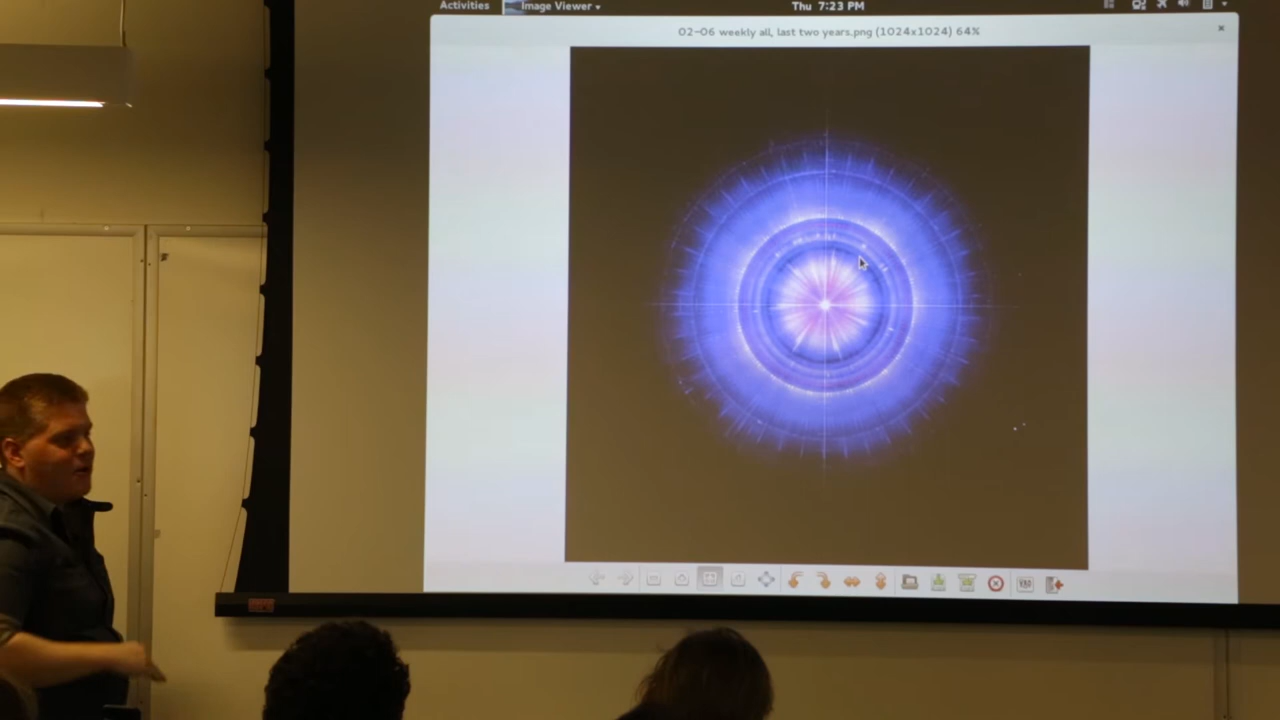 Activities
Image Viewer
Thu 7:23 PM
02-06 weekly all, last two years.png (1024x1024) 64%